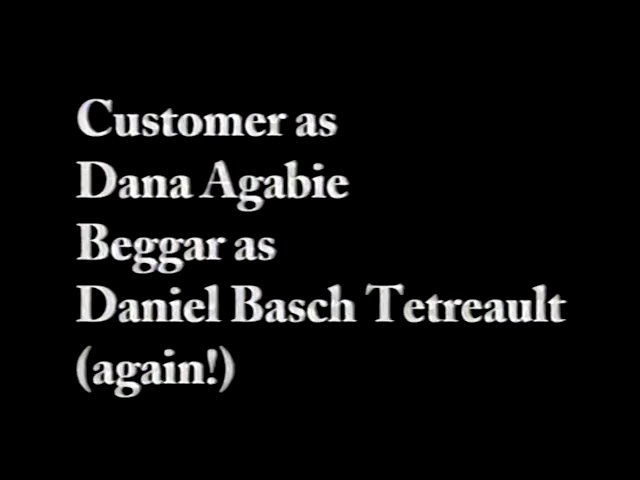 Customer as
Dana Agabie
Beggar as
Daniel Basch Tetreault
(again!)